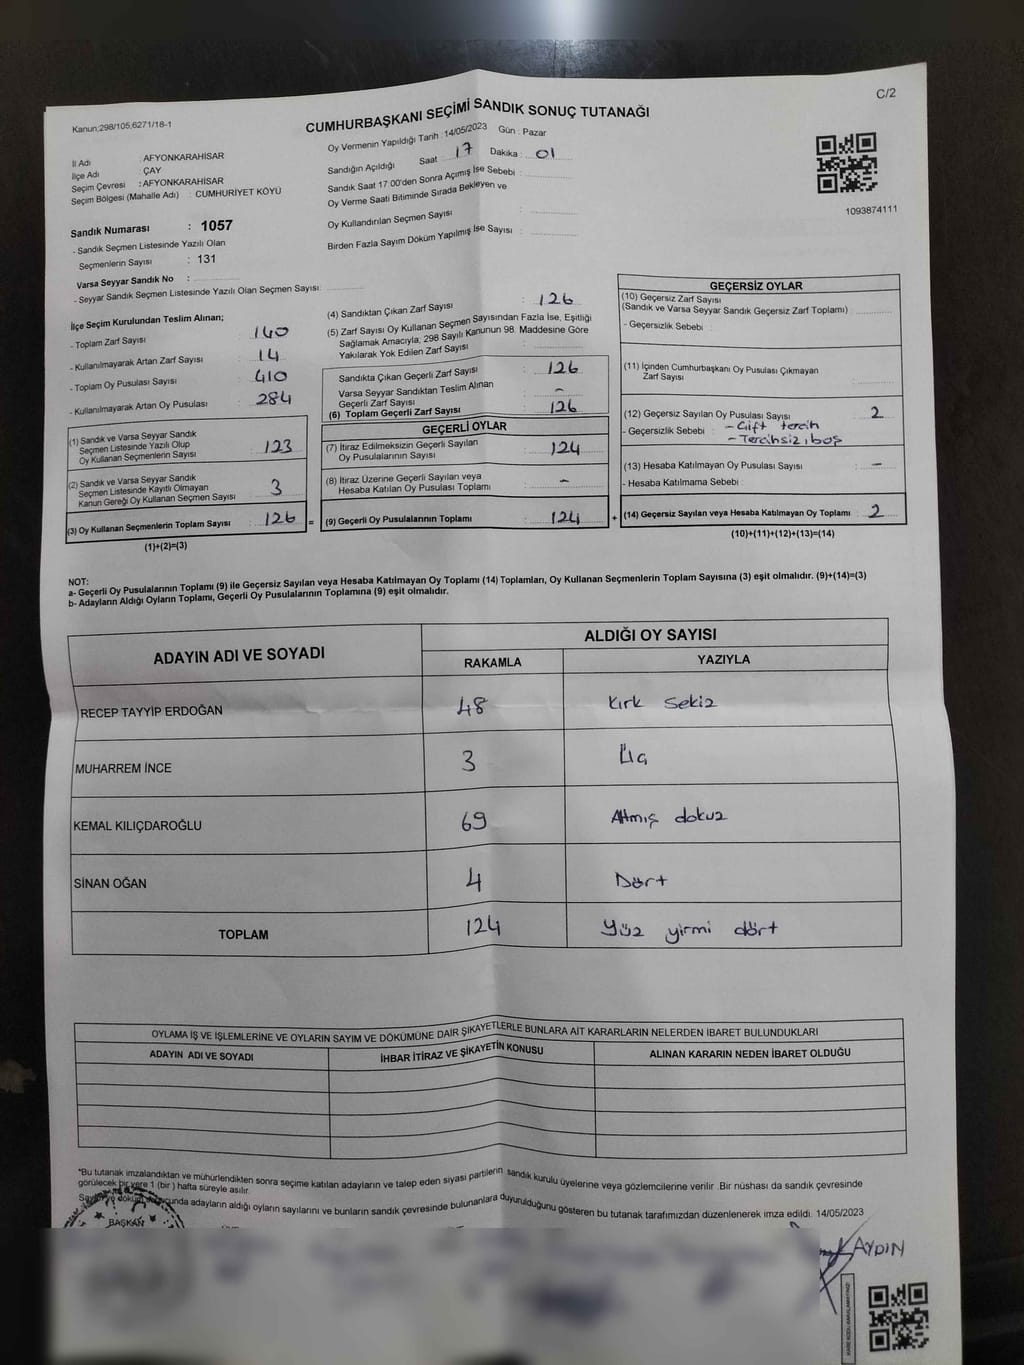 C/2
Kanun;298/105;6271/18-1
CUMHURBAŞKANI SEÇİMİ SANDIK SONUÇ TUTANAĞI
İl Adı : AFYONKARAHİSAR
İlçe Adı : ÇAY
Seçim Çevresi : AFYONKARAHİSAR
Seçim Bölgesi (Mahalle Adı) : CUMHURİYET KÖYÜ
Sandık Numarası : 1057
- Sandık Seçmen Listesinde Yazılı Olan
Seçmenlerin Sayısı : 131
Varsa Seyyar Sandık No :
- Seyyar Sandık Seçmen Listesinde Yazılı Olan Seçmen Sayısı:
Oy Vermenin Yapıldığı Tarih : 14/05/2023 Gün : Pazar
Sandığın Açıldığı Saat 17 Dakika : 01
Sandık Saat 17:00'den Sonra Açımış İse Sebebi :
Oy Verme Saati Bitiminde Sırada Bekleyen ve
Oy Kullandırılan Seçmen Sayısı :
Birden Fazla Sayım Döküm Yapılmış İse Sayısı :
1093874111
İlçe Seçim Kurulundan Teslim Alınan;
- Toplam Zarf Sayısı : 140
- Kullanılmayarak Artan Zarf Sayısı : 14
- Toplam Oy Pusulası Sayısı : 410
- Kullanılmayarak Artan Oy Pusulası : 284
(1) Sandık ve Varsa Seyyar Sandık
Seçmen Listesinde Yazılı Olup
Oy Kullanan Seçmenlerin Sayısı : 123
(2) Sandık ve Varsa Seyyar Sandık
Seçmen Listesinde Kayıtlı Olmayan
Kanun Gereği Oy Kullanan Seçmen Sayısı : 3
(3) Oy Kullanan Seçmenlerin Toplam Sayısı : 126 =
(1)+(2)=(3)
(4) Sandıktan Çıkan Zarf Sayısı : 126
(5) Zarf Sayısı Oy Kullanan Seçmen Sayısından Fazla İse, Eşitliği
Sağlamak Amacıyla, 298 Sayılı Kanunun 98. Maddesine Göre
Yakılarak Yok Edilen Zarf Sayısı :
Sandıkta Çıkan Geçerli Zarf Sayısı : 126
Varsa Seyyar Sandıktan Teslim Alınan
Geçerli Zarf Sayısı : -
(6) Toplam Geçerli Zarf Sayısı : 126
GEÇERLİ OYLAR
(7) İtiraz Edilmeksizin Geçerli Sayılan
Oy Pusulalarının Sayısı : 124
(8) İtiraz Üzerine Geçerli Sayılan veya
Hesaba Katılan Oy Pusulası Toplamı : -
(9) Geçerli Oy Pusulalarının Toplamı : 124 +
GEÇERSİZ OYLAR
(10) Geçersiz Zarf Sayısı
(Sandık ve Varsa Seyyar Sandık Geçersiz Zarf Toplamı) :
- Geçersizlik Sebebi :
(11) İçinden Cumhurbaşkanı Oy Pusulası Çıkmayan
Zarf Sayısı :
(12) Geçersiz Sayılan Oy Pusulası Sayısı : 2
- Geçersizlik Sebebi : - Çift tercih
- Tercihsiz, boş
(13) Hesaba Katılmayan Oy Pusulası Sayısı : -
- Hesaba Katılmama Sebebi :
(14) Geçersiz Sayılan veya Hesaba Katılmayan Oy Toplamı : 2
(10)+(11)+(12)+(13)=(14)
NOT:
a- Geçerli Oy Pusulalarının Toplamı (9) ile Geçersiz Sayılan veya Hesaba Katılmayan Oy Toplamı (14) Toplamları, Oy Kullanan Seçmenlerin Toplam Sayısına (3) eşit olmalıdır. (9)+(14)=(3)
b- Adayların Aldığı Oyların Toplamı, Geçerli Oy Pusulalarının Toplamına (9) eşit olmalıdır.
ADAYIN ADI VE SOYADI
ALDIĞI OY SAYISI
RAKAMLA YAZIYLA
RECEP TAYYİP ERDOĞAN 48 kırk sekiz
MUHARREM İNCE 3 Üç
KEMAL KILIÇDAROĞLU 69 Altmış dokuz
SİNAN OĞAN 4 Dört
TOPLAM 124 Yüz yirmi dört
OYLAMA İŞ VE İŞLEMLERİNE VE OYLARIN SAYIM VE DÖKÜMÜNE DAİR ŞİKAYETLERLE BUNLARA AİT KARARLARIN NELERDEN İBARET BULUNDUKLARI
ADAYIN ADI VE SOYADI İHBAR İTİRAZ VE ŞİKAYETİN KONUSU ALINAN KARARIN NEDEN İBARET OLDUĞU
*Bu tutanak imzalandıktan ve mühürlendikten sonra seçime katılan adayların ve talep eden siyasi partilerin sandık kurulu üyelerine veya gözlemcilerine verilir. Bir nüshası da sandık çevresinde
görülecek bir yere 1 (bir) hafta süreyle asılır.
adayların aldığı oyların sayılarını ve bunların sandık çevresinde bulunanlara duyurulduğunu gösteren bu tutanak tarafımızdan düzenlenerek imza edildi. 14/05/2023
BAŞKAN
AYDIN